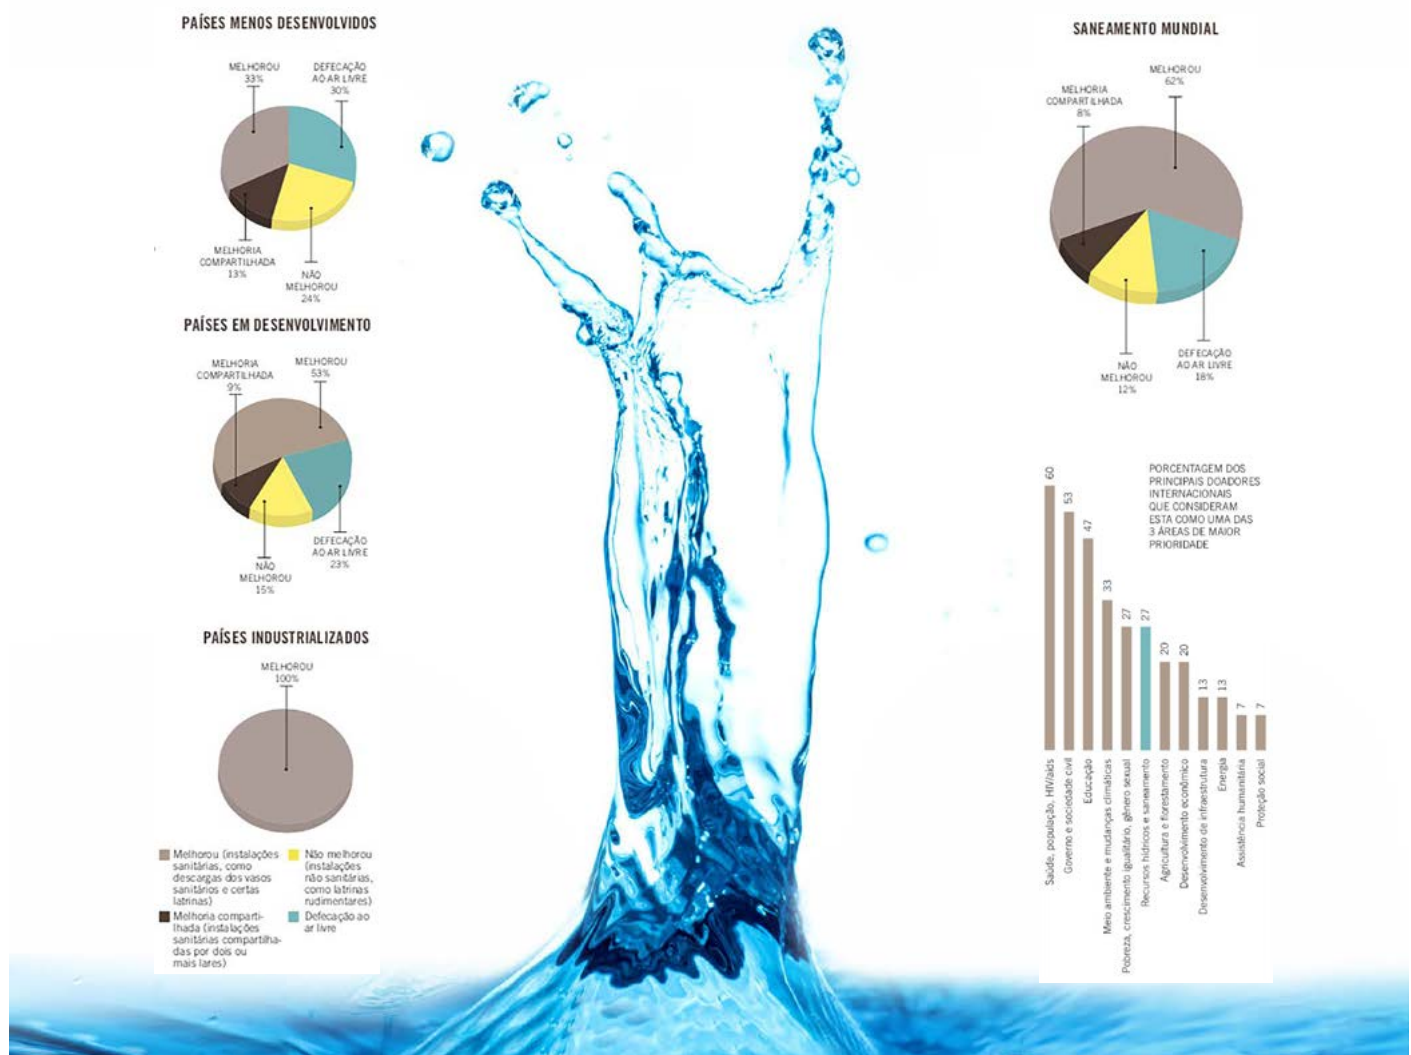 PAÍSES MENOS DESENVOLVIDOS
MELHOROU
33%
DEFECAÇÃO
AO AR LIVRE
30%
MELHORIA
COMPARTILHADA
13%
NÃO
MELHOROU
24%
PAÍSES EM DESENVOLVIMENTO
MELHORIA
COMPARTILHADA
9%
MELHOROU
53%
DEFECAÇÃO
AO AR LIVRE
23%
NÃO
MELHOROU
15%
PAÍSES INDUSTRIALIZADOS
MELHOROU
100%
Melhorou (instalações
sanitárias, como
descargas dos vasos
sanitários e certas
latrinas)
Não melhorou
(instalações
não sanitárias,
como latrinas
rudimentares)
Melhoria comparti-
lhada (instalações
sanitárias compartilha-
das por dois ou
mais lares)
Defecação ao
ar livre
SANEAMENTO MUNDIAL
MELHOROU
62%
MELHORIA
COMPARTILHADA
8%
NÃO
MELHOROU
12%
DEFECAÇÃO
AO AR LIVRE
18%
PORCENTAGEM DOS
PRINCIPAIS DOADORES
INTERNACIONAIS
QUE CONSIDERAM
ESTA COMO UMA DAS
3 ÁREAS DE MAIOR
PRIORIDADE
60
53
47
33
27
27
20
20
13
13
7
7
Saúde, população, HIV/aids
Governo e sociedade civil
Educação
Meio ambiente e mudanças climáticas
Pobreza, crescimento igualitário, gênero sexual
Recursos hídricos e saneamento
Agricultura e florestamento
Desenvolvimento econômico
Desenvolvimento de infraestrutura
Energia
Assistência humanitária
Proteção social